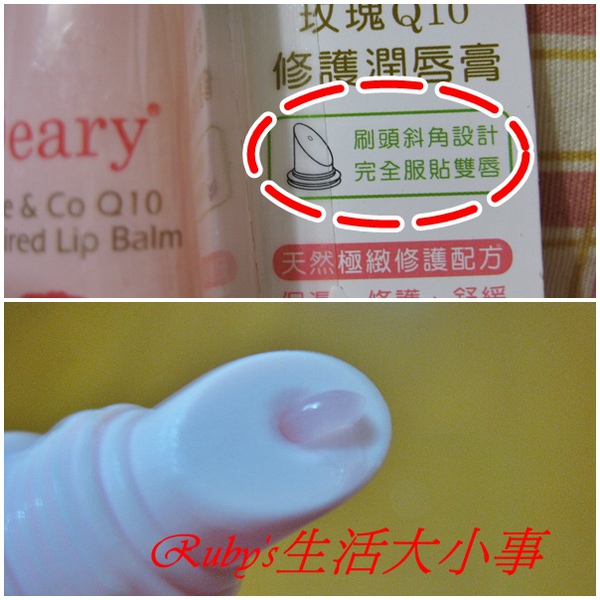 玫瑰Q10
修護潤唇膏
刷頭斜角設計
完全服貼雙唇
天然極緻修護配方
eary®
e & Co Q10
ired Lip Balm
Ruby's生活大小事